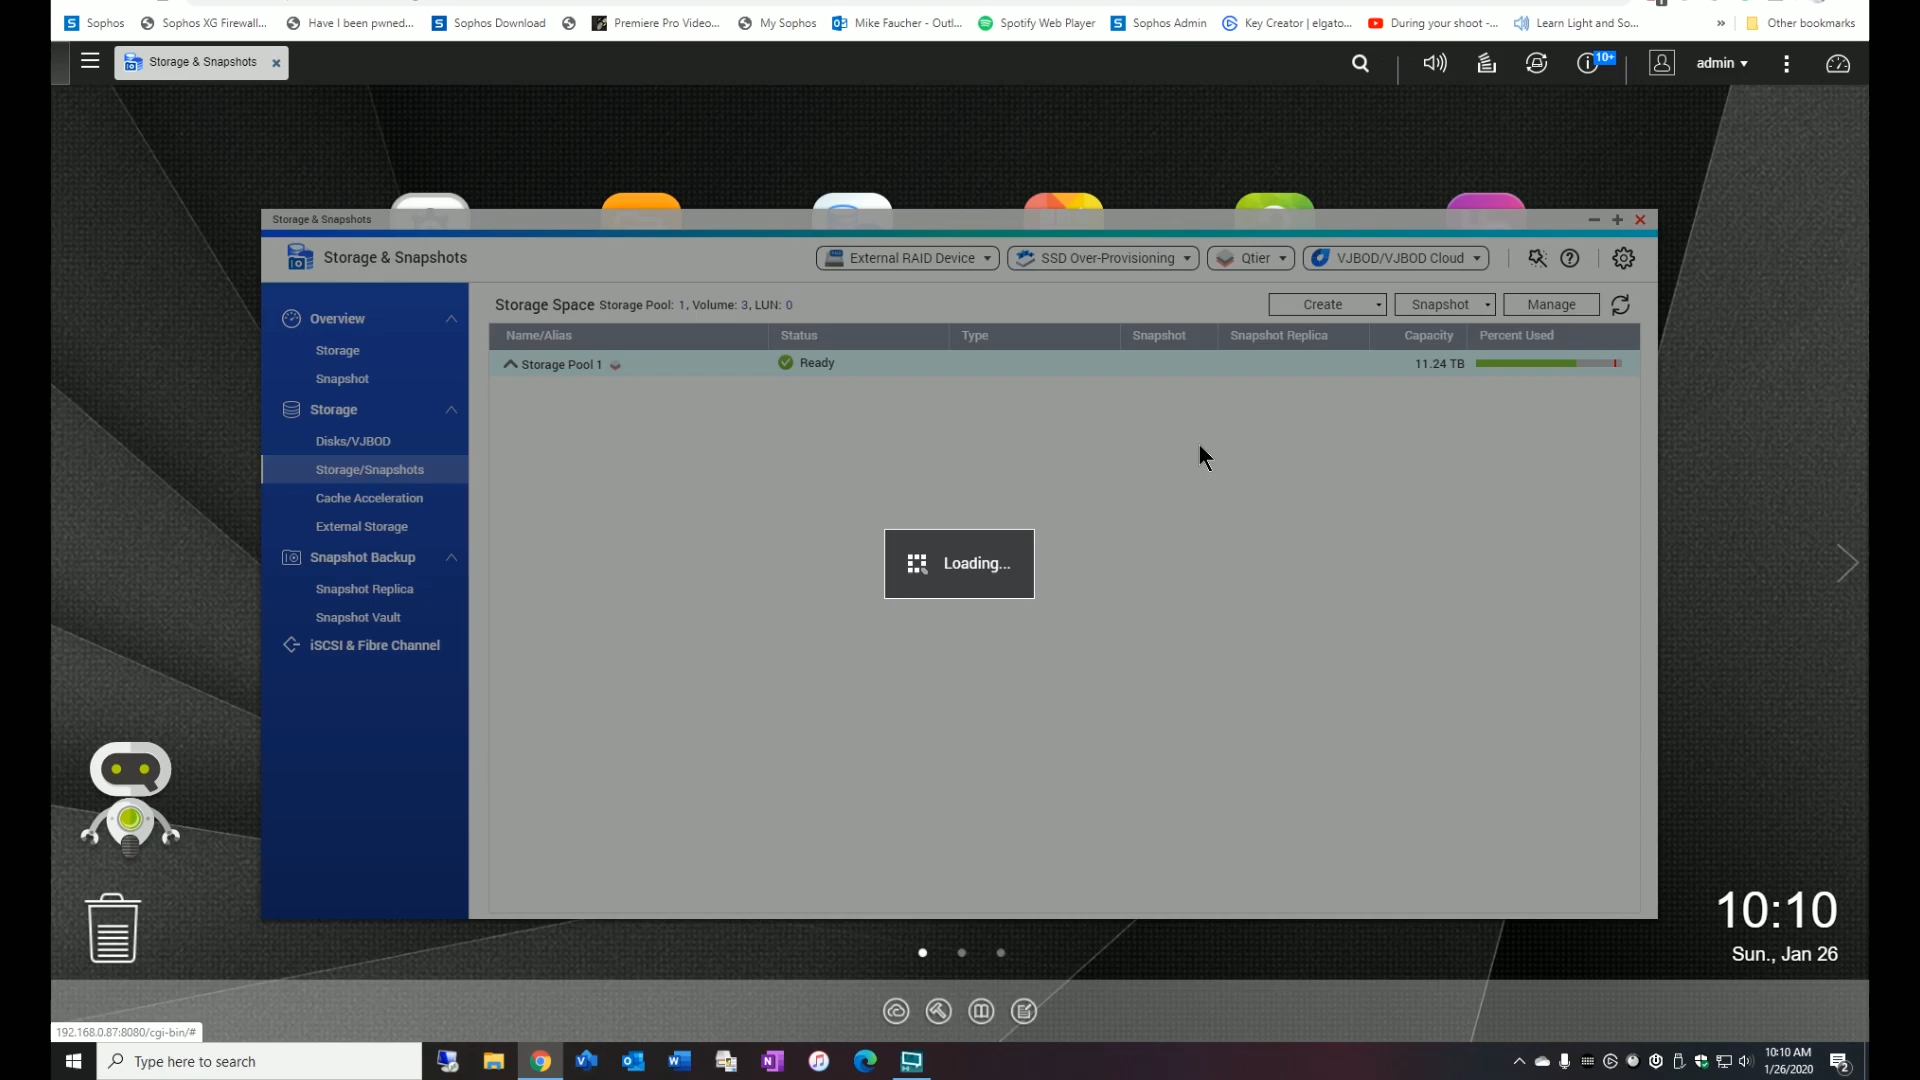 Sophos Sophos XG Firewall... Have I been pwned... Sophos Download Premiere Pro Video... My Sophos Mike Faucher - Outl... Spotify Web Player Sophos Admin Key Creator | elgato... During your shoot -... Learn Light and So... » Other bookmarks
Storage & Snapshots × 10+ admin
Storage & Snapshots
Storage & Snapshots External RAID Device SSD Over-Provisioning Qtier VJBOD/VJBOD Cloud
Overview
Storage
Snapshot
Storage
Disks/VJBOD
Storage/Snapshots
Cache Acceleration
External Storage
Snapshot Backup
Snapshot Replica
Snapshot Vault
iSCSI & Fibre Channel
Storage Space Storage Pool: 1, Volume: 3, LUN: 0 Create Snapshot Manage
Name/Alias Status Type Snapshot Snapshot Replica Capacity Percent Used
Storage Pool 1 Ready 11.24 TB
Loading...
10:10
Sun., Jan 26
192.168.0.87:8080/cgi-bin/#
Type here to search
10:10 AM
1/26/2020
2